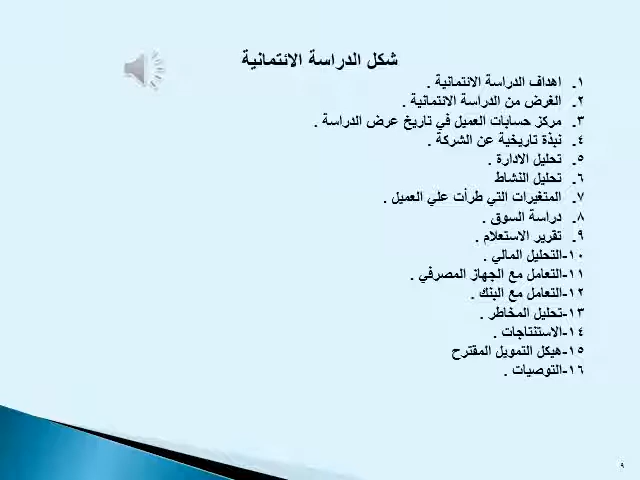 شكل الدراسة الائتمانية
١. اهداف الدراسة الائتمانية .
٢. الغرض من الدراسة الائتمانية .
٣. مركز حسابات العميل في تاريخ عرض الدراسة .
٤. نبذة تاريخية عن الشركة .
٥. تحليل الادارة .
٦. تحليل النشاط
٧. المتغيرات التي طرأت علي العميل .
٨. دراسة السوق .
٩. تقرير الاستعلام .
١٠-التحليل المالي .
١١-التعامل مع الجهاز المصرفي .
١٢-التعامل مع البنك .
١٣-تحليل المخاطر .
١٤-الاستنتاجات .
١٥-هيكل التمويل المقترح
١٦-التوصيات .
٩